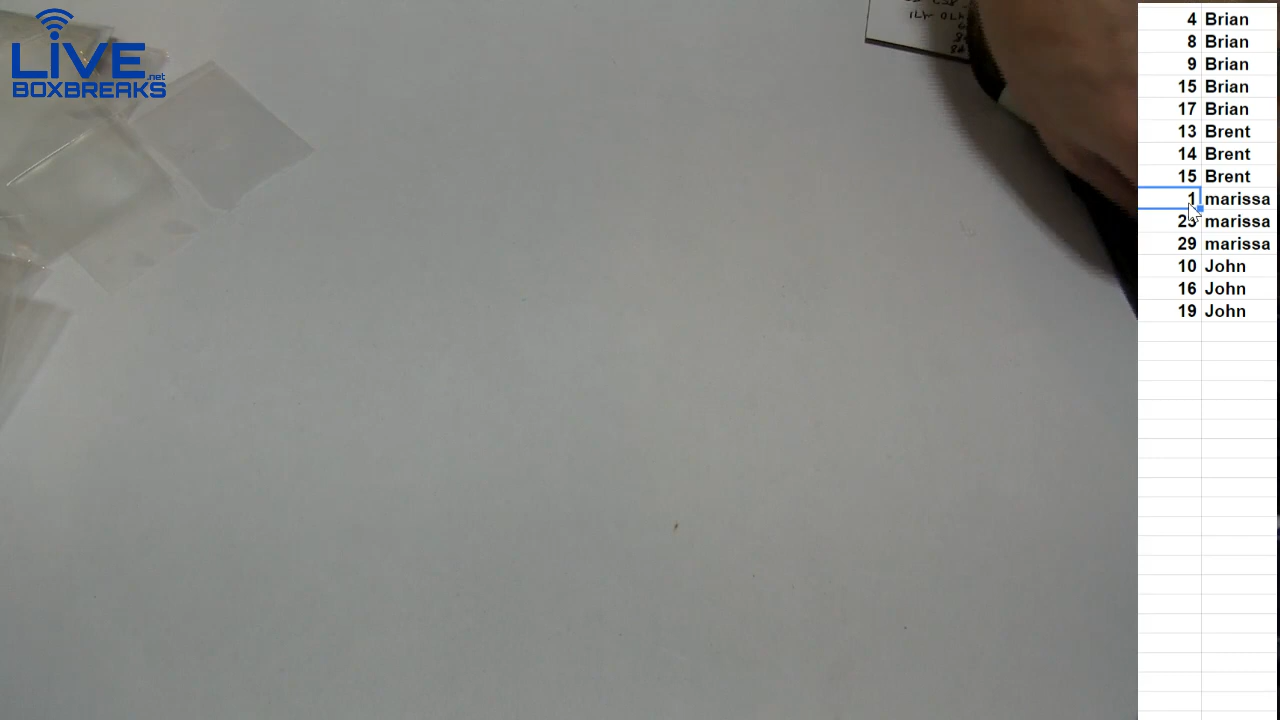 LIVE
.net
BOXBREAKS
4 Brian
8 Brian
9 Brian
15 Brian
17 Brian
13 Brent
14 Brent
15 Brent
1 marissa
25 marissa
29 marissa
10 John
16 John
19 John